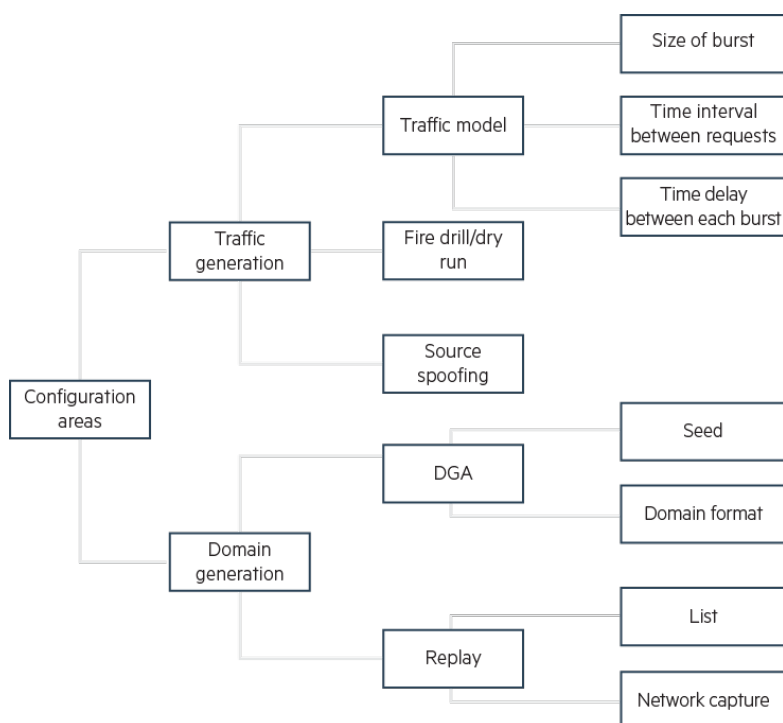 Size of burst
Traffic model
Time interval
between requests
Time delay
between each burst
Traffic
generation
Fire drill/dry
run
Source
spoofing
Configuration
areas
Seed
DGA
Domain format
Domain
generation
List
Replay
Network capture